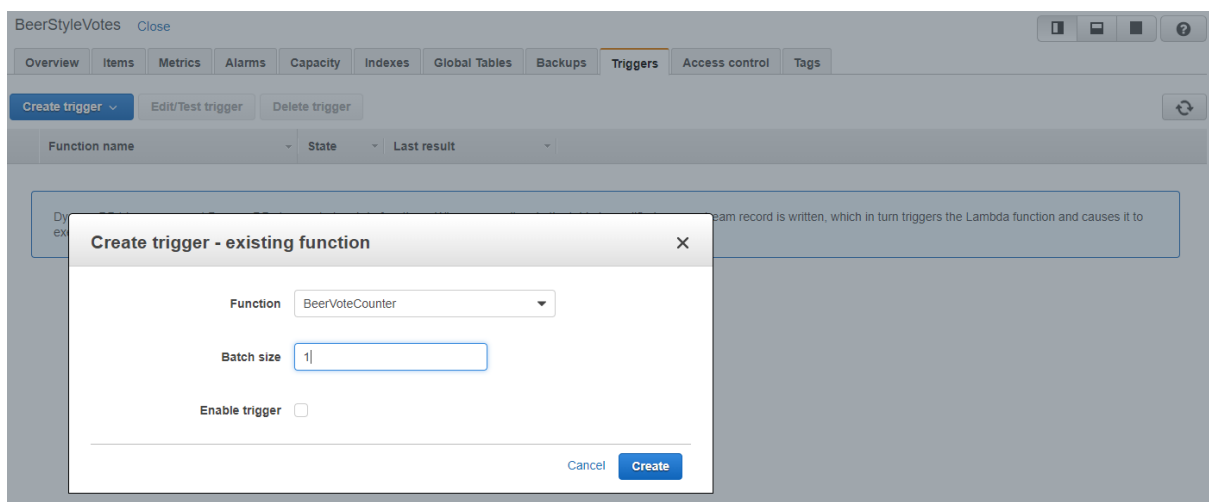 BeerStyleVotes Close
Overview Items Metrics Alarms Capacity Indexes Global Tables Backups Triggers Access control Tags
Create trigger Edit/Test trigger Delete trigger
Function name State Last result
eam record is written, which in turn triggers the Lambda function and causes it to
Create trigger - existing function
Function BeerVoteCounter
Batch size 1
Enable trigger
Cancel Create